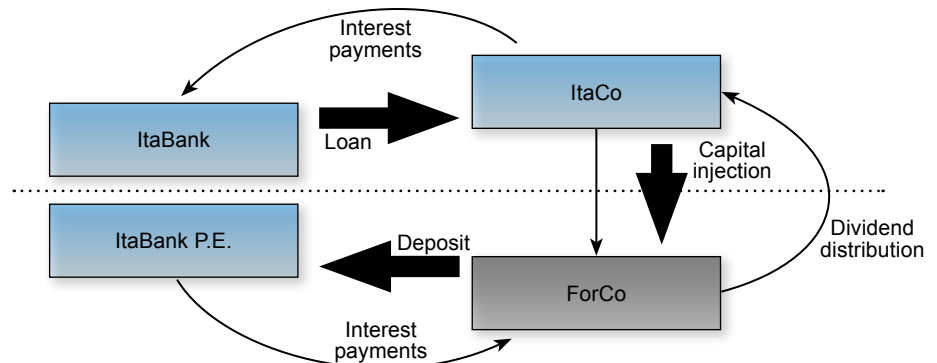 Interest
payments
ItaCo
ItaBank
Loan
Capital
injection
ItaBank P.E.
Deposit
Dividend
distribution
ForCo
Interest
payments